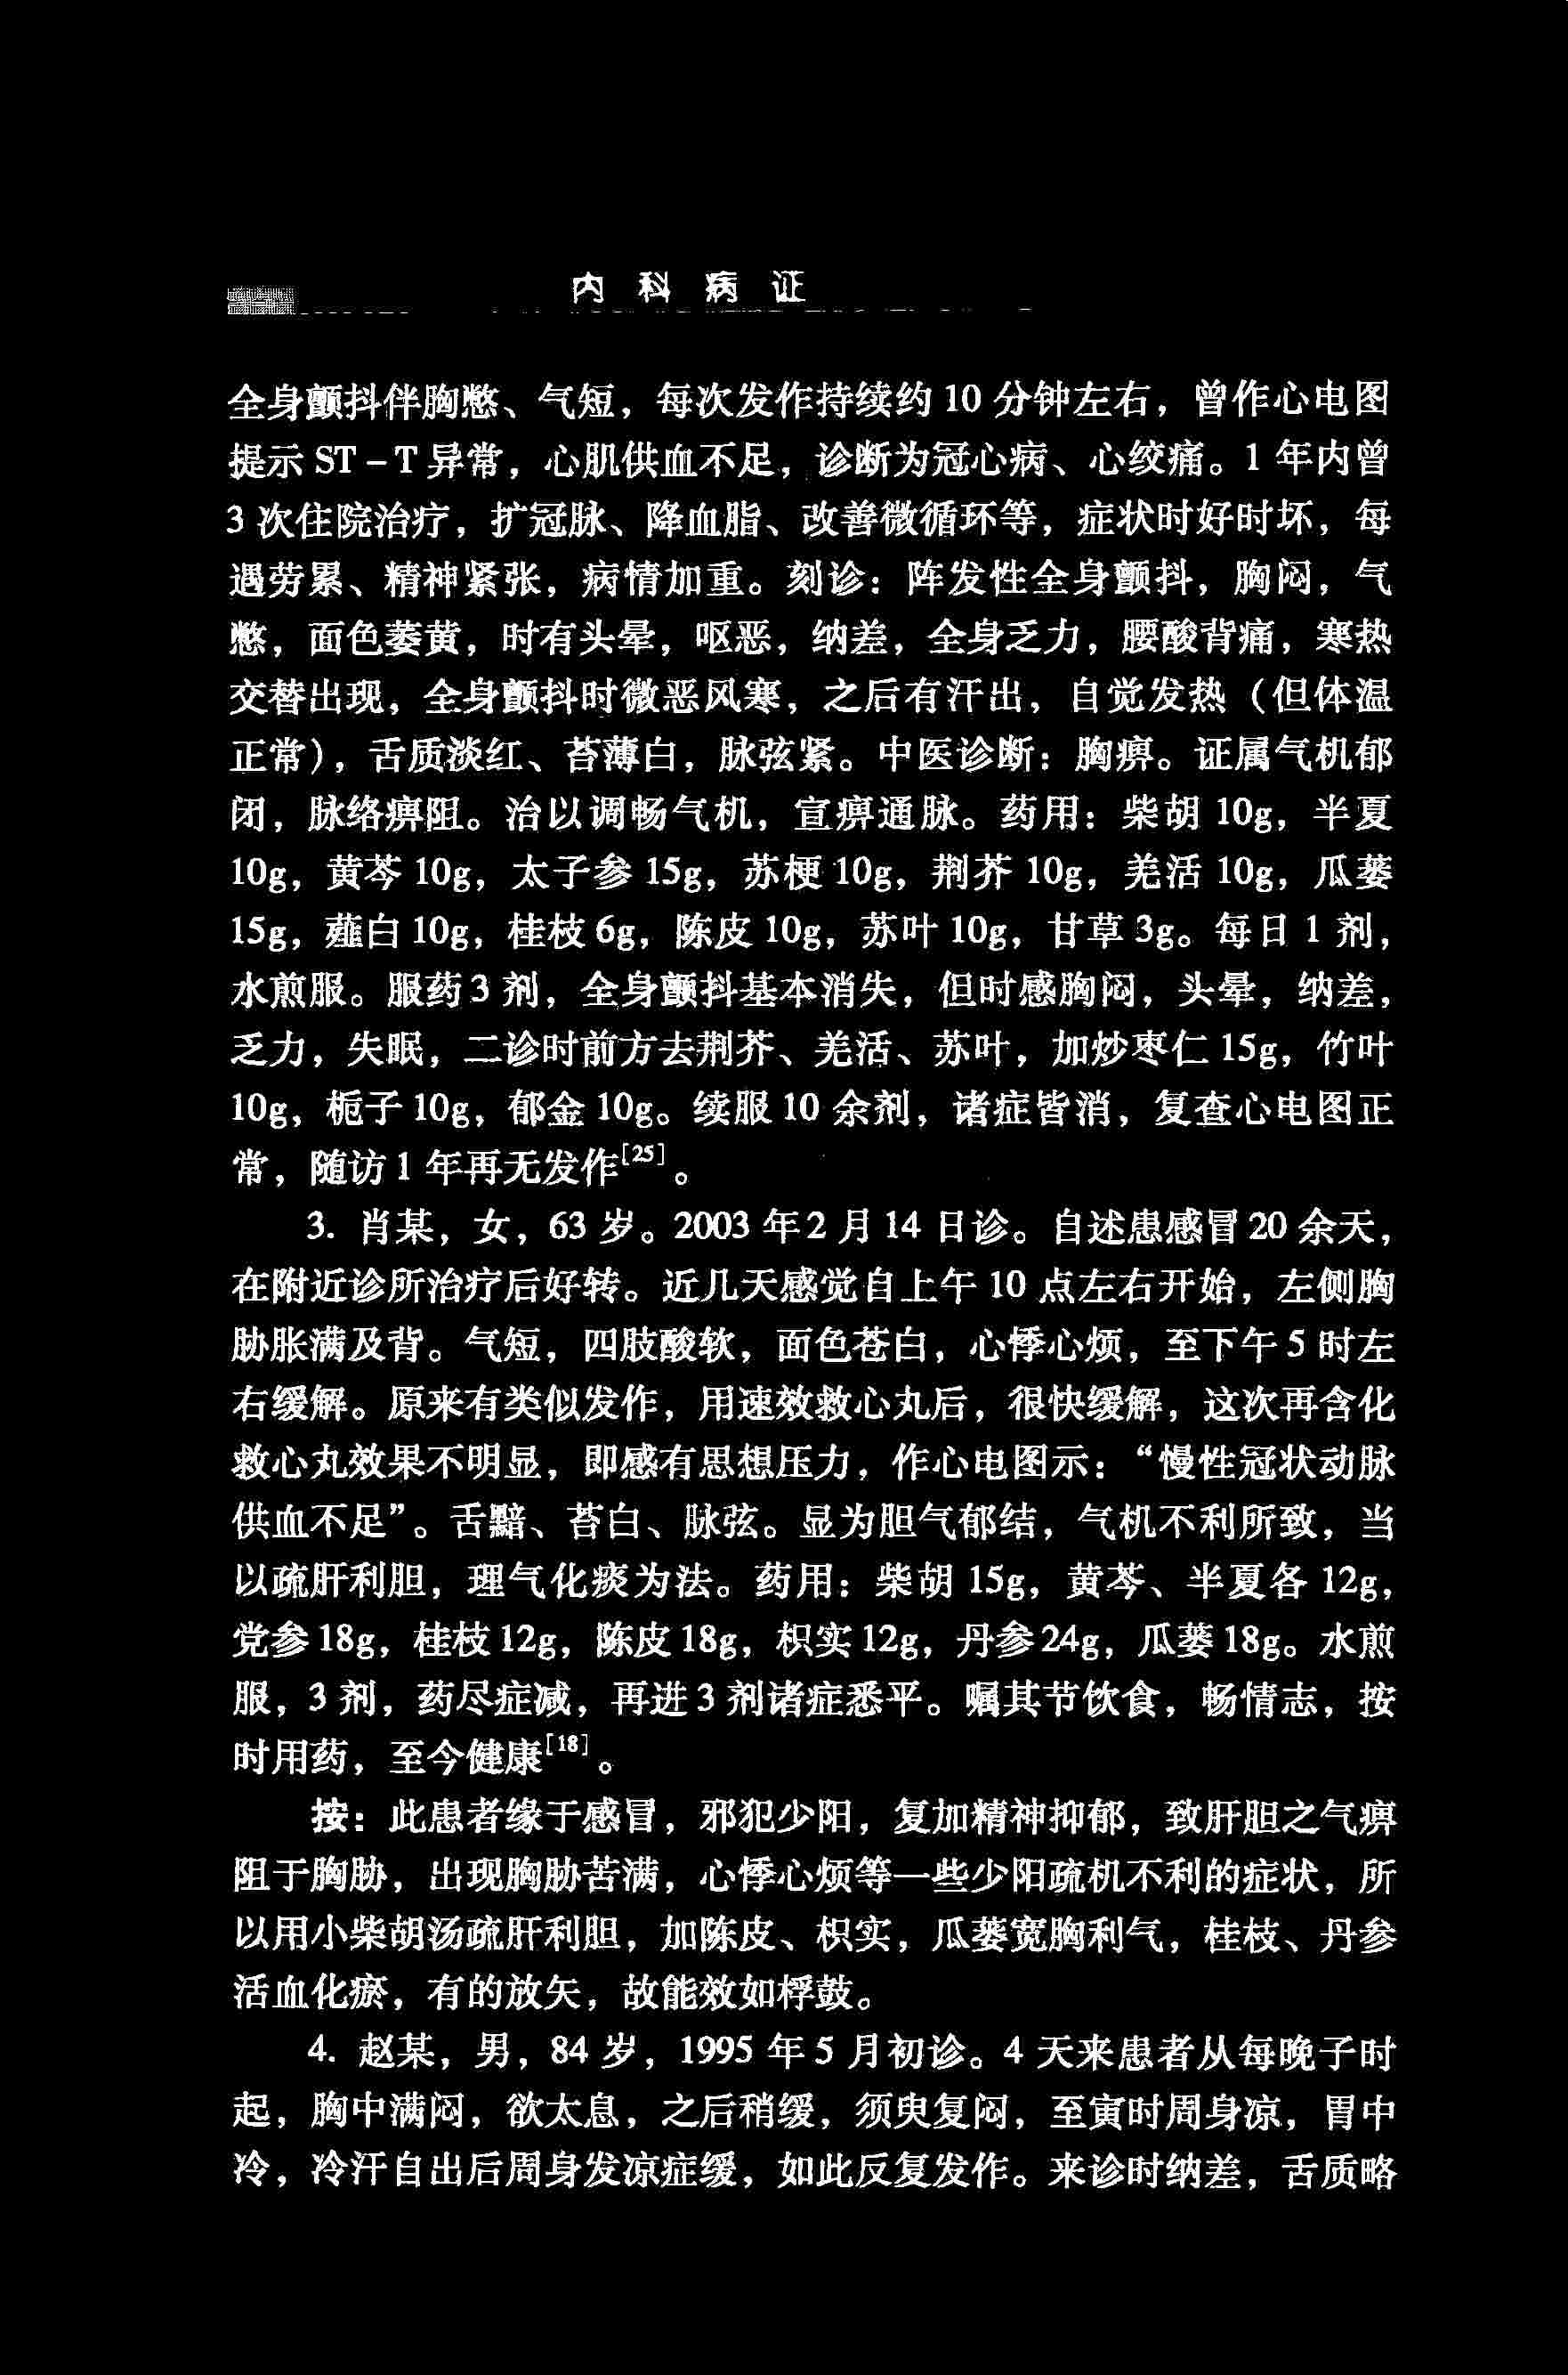 内科病证
全身颤抖伴胸憋、气短，每次发作持续约 10 分钟左右，曾作心电图
提示 ST－T 异常，心肌供血不足，诊断为冠心病、心绞痛。1 年内曾
3 次住院治疗，扩冠脉、降血脂、改善微循环等，症状时好时坏，每
遇劳累、精神紧张，病情加重。刻诊：阵发性全身颤抖，胸闷，气
憋，面色萎黄，时有头晕，呕恶，纳差，全身乏力，腰酸背痛，寒热
交替出现，全身颤抖时微恶风寒，之后有汗出，自觉发热（但体温
正常），舌质淡红、苔薄白，脉弦紧。中医诊断：胸痹。证属气机郁
闭，脉络痹阻。治以调畅气机，宣痹通脉。药用：柴胡 10g，半夏
10g，黄芩 10g，太子参 15g，苏梗 10g，荆芥 10g，羌活 10g，瓜蒌
15g，薤白 10g，桂枝 6g，陈皮 10g，苏叶 10g，甘草 3g。每日 1 剂，
水煎服。服药 3 剂，全身颤抖基本消失，但时感胸闷，头晕，纳差，
乏力，失眠，二诊时前方去荆芥、羌活、苏叶，加炒枣仁 15g，竹叶
10g，栀子 10g，郁金 10g。续服 10 余剂，诸症皆消，复查心电图正
常，随访 1 年再无发作[25]。
3. 肖某，女，63 岁。2003 年 2 月 14 日诊。自述患感冒 20 余天，
在附近诊所治疗后好转。近几天感觉自上午 10 点左右开始，左侧胸
胁胀满及背。气短，四肢酸软，面色苍白，心悸心烦，至下午 5 时左
右缓解。原来有类似发作，用速效救心丸后，很快缓解，这次再含化
救心丸效果不明显，即感有思想压力，作心电图示：“慢性冠状动脉
供血不足”。舌黯、苔白、脉弦。显为胆气郁结，气机不利所致，当
以疏肝利胆，理气化痰为法。药用：柴胡 15g，黄芩、半夏各 12g，
党参 18g，桂枝 12g，陈皮 18g，枳实 12g，丹参 24g，瓜蒌 18g。水煎
服，3 剂，药尽症减，再进 3 剂诸症悉平。嘱其节饮食，畅情志，按
时用药，至今健康[18]。
按：此患者缘于感冒，邪犯少阳，复加精神抑郁，致肝胆之气痹
阻于胸胁，出现胸胁苦满，心悸心烦等一些少阳疏机不利的症状，所
以用小柴胡汤疏肝利胆，加陈皮、枳实，瓜蒌宽胸利气，桂枝、丹参
活血化瘀，有的放矢，故能效如桴鼓。
4. 赵某，男，84 岁，1995 年 5 月初诊。4 天来患者从每晚子时
起，胸中满闷，欲太息，之后稍缓，须臾复闷，至寅时周身凉，胃中
冷，冷汗自出后周身发凉症缓，如此反复发作。来诊时纳差，舌质略